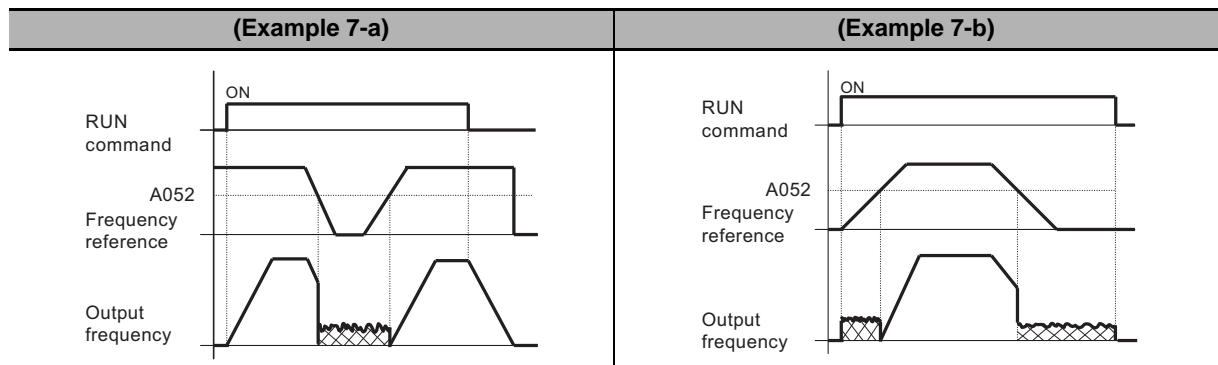 (Example 7-a)
(Example 7-b)
ON
RUN
command
A052
Frequency
reference
Output
frequency
ON
RUN
command
A052
Frequency
reference
Output
frequency